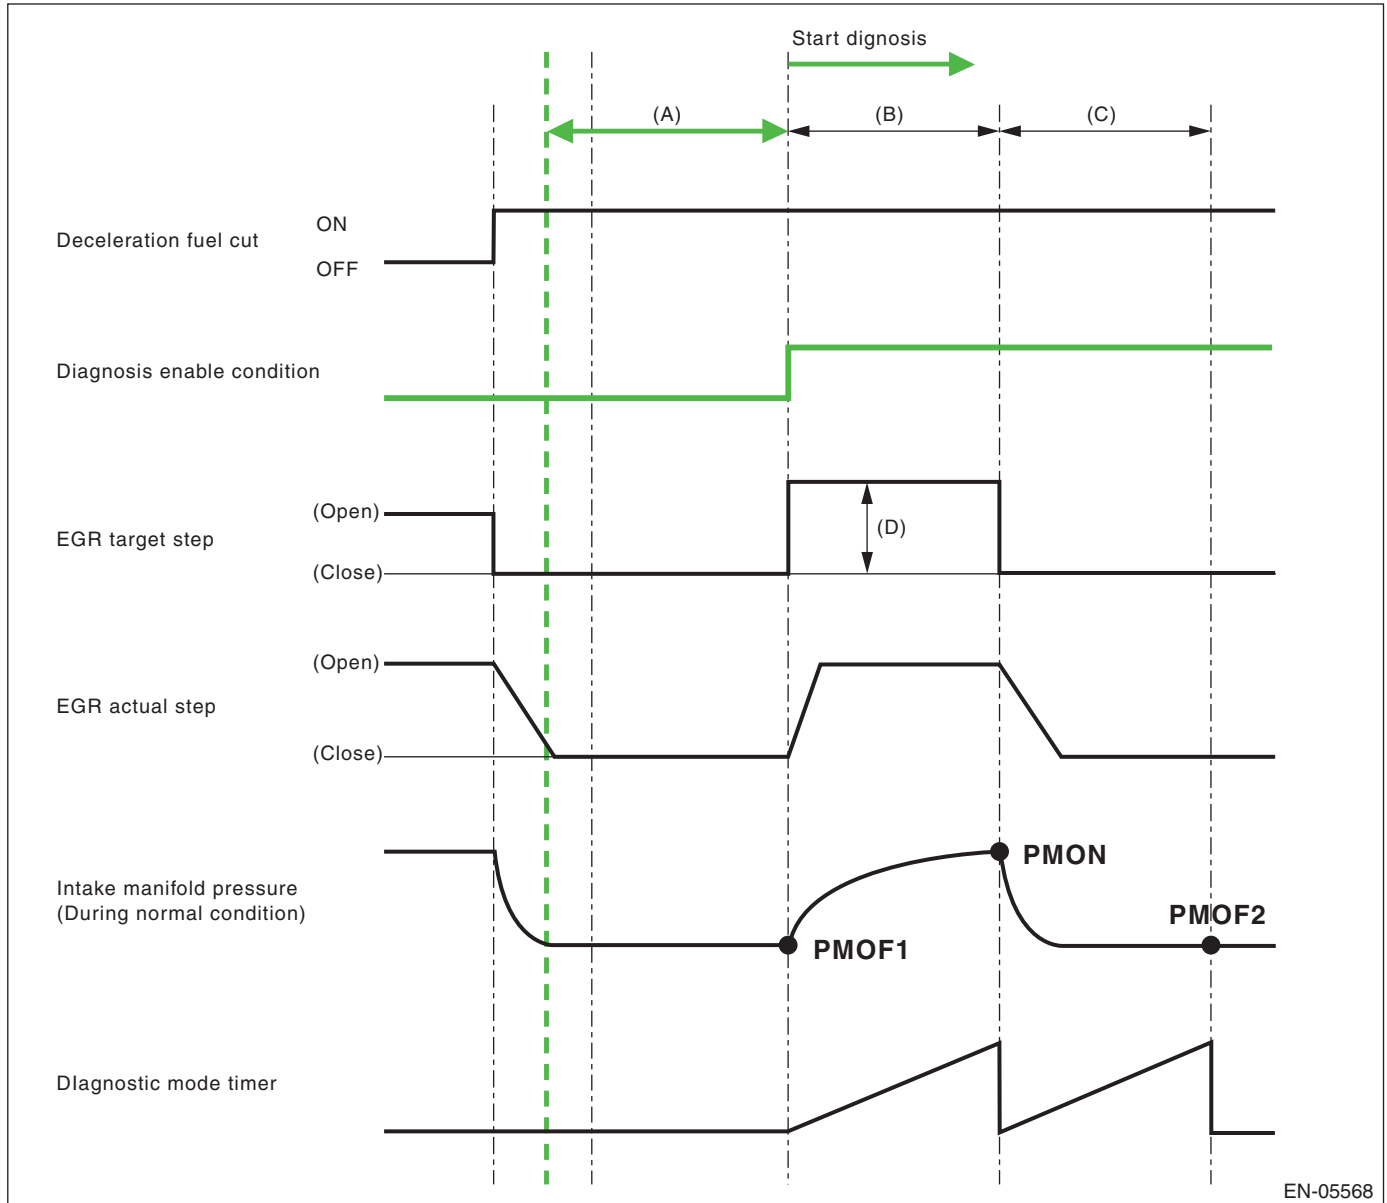 Start dignosis
(A)
(B)
(C)
Deceleration fuel cut
ON
OFF
Diagnosis enable condition
EGR target step
(Open)
(Close)
(D)
EGR actual step
(Open)
(Close)
Intake manifold pressure
(During normal condition)
PMOF1
PMON
PMOF2
DIagnostic mode timer
EN-05568